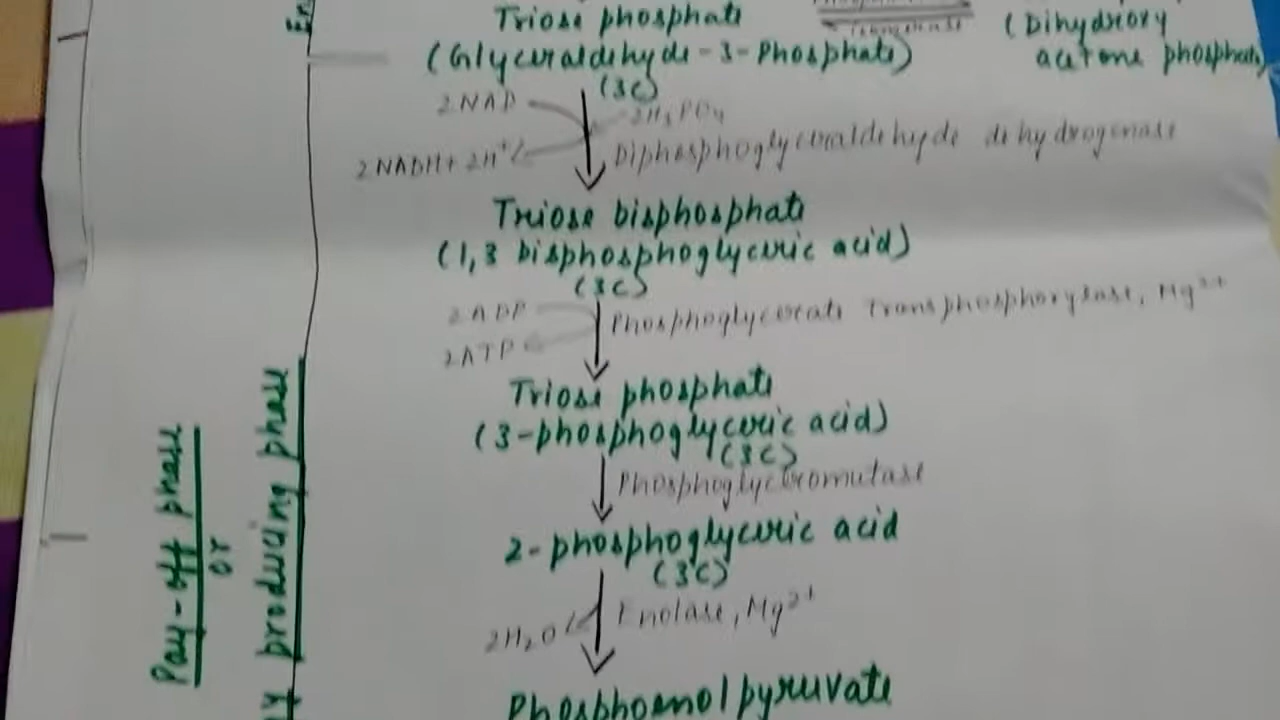 Triose phosphate
(Dihydroxy
(Glyceraldehyde-3-Phosphate)
acetone phosphate)
(3C)
2NAD
2H3PO4
2NADH+2H+
Diphosphoglyceraldehyde dehydrogenase
Triose bisphosphate
(1,3 bisphosphoglyceric acid)
(3C)
2ADP
Phosphoglycerate Transphosphorylase, Mg2+
2ATP
Triose phosphate
(3-phosphoglyceric acid)
(3C)
Phosphoglyceromutase
2-phosphoglyceric acid
(3C)
2H2O
Enolase, Mg2+
Phosphoenolpyruvate
Pay-off phase
or
producing phase